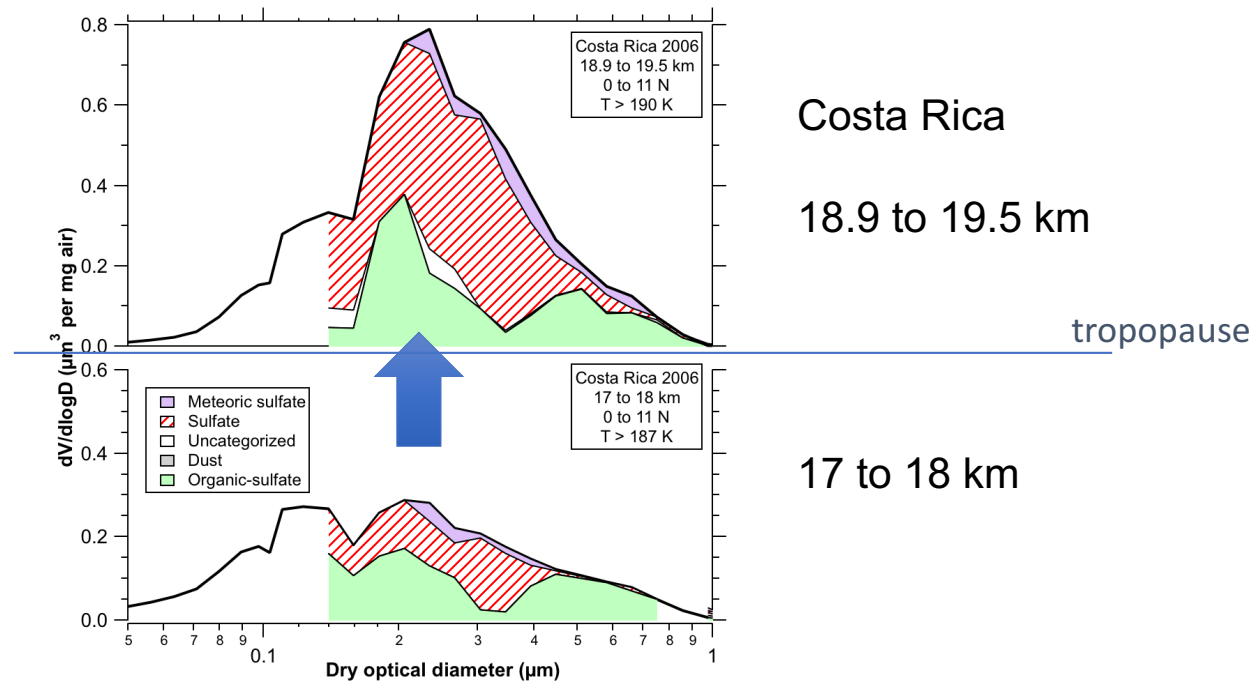 0.8
0.6
0.4
0.2
0.0
Costa Rica 2006
18.9 to 19.5 km
0 to 11 N
T > 190 K
Costa Rica
18.9 to 19.5 km
tropopause
dV/dlogD (µm³ per mg air)
0.6
0.4
0.2
0.0
Meteoric sulfate
Sulfate
Uncategorized
Dust
Organic-sulfate
Costa Rica 2006
17 to 18 km
0 to 11 N
T > 187 K
17 to 18 km
5 6 7 8 9 2 3 4 5 6 7 8 9
0.1 1
Dry optical diameter (µm)